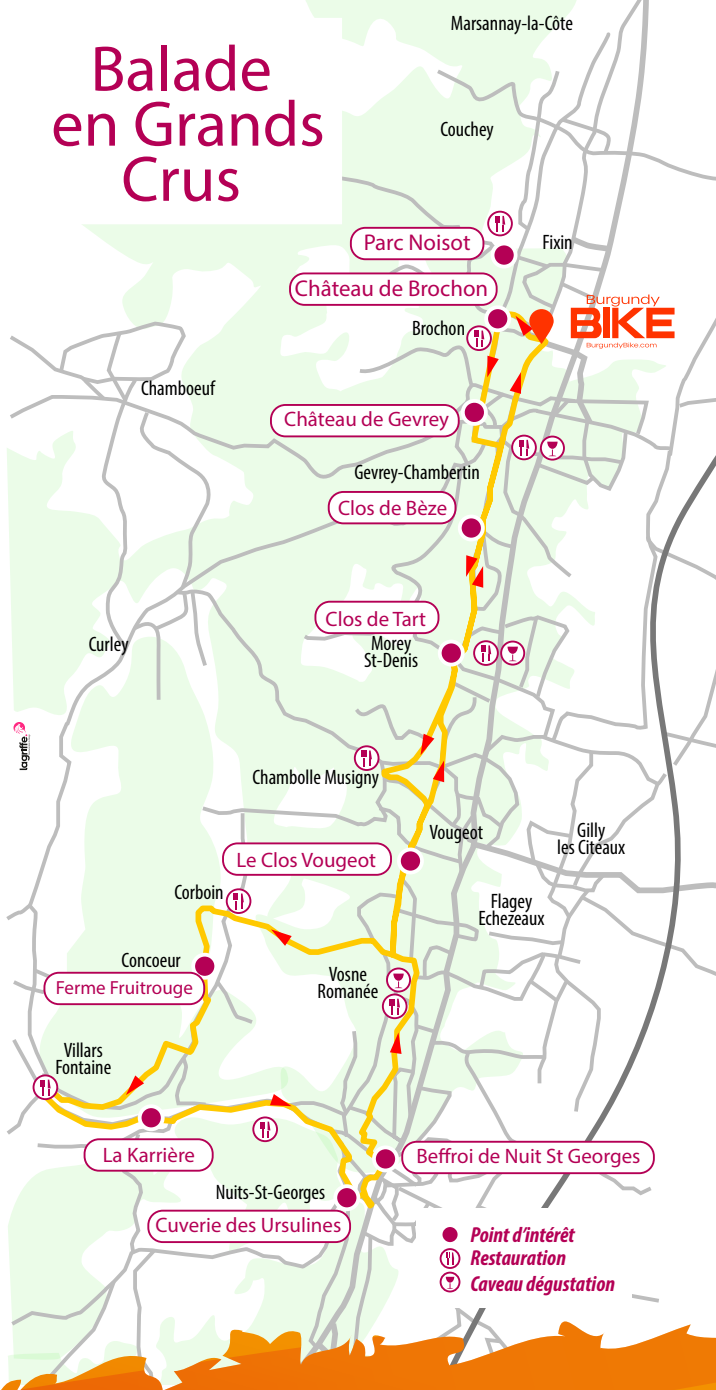 Balade
en Grands
Crus
Marsannay-la-Côte
Couchey
Parc Noisot
Fixin
Château de Brochon
Burgundy
BIKE
BurgundyBike.com
Brochon
Chamboeuf
Château de Gevrey
Gevrey-Chambertin
Clos de Bèze
Clos de Tart
Morey
St-Denis
Curley
lagriffe.
Chambolle Musigny
Vougeot
Gilly
les Citeaux
Le Clos Vougeot
Corboin
Flagey
Echezeaux
Concoeur
Ferme Fruitrouge
Vosne
Romanée
Villars
Fontaine
La Karrière
Beffroi de Nuit St Georges
Nuits-St-Georges
Cuverie des Ursulines
Point d'intérêt
Restauration
Caveau dégustation